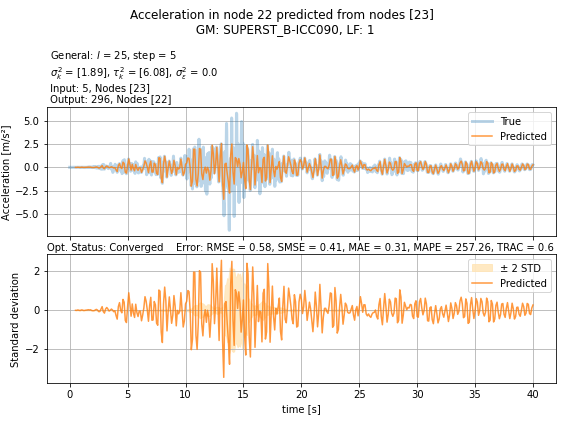 Acceleration in node 22 predicted from nodes [23]
GM: SUPERST_B-ICC090, LF: 1
General: l = 25, step = 5
σ²ₖ = [1.89], τ²ₖ = [6.08], σ²ε = 0.0
Input: 5, Nodes [23]
Output: 296, Nodes [22]
Acceleration [m/s²]
5.0
2.5
0.0
−2.5
−5.0
True
Predicted
Opt. Status: Converged Error: RMSE = 0.58, SMSE = 0.41, MAE = 0.31, MAPE = 257.26, TRAC = 0.6
Standard deviation
2
0
−2
± 2 STD
Predicted
0 5 10 15 20 25 30 35 40
time [s]